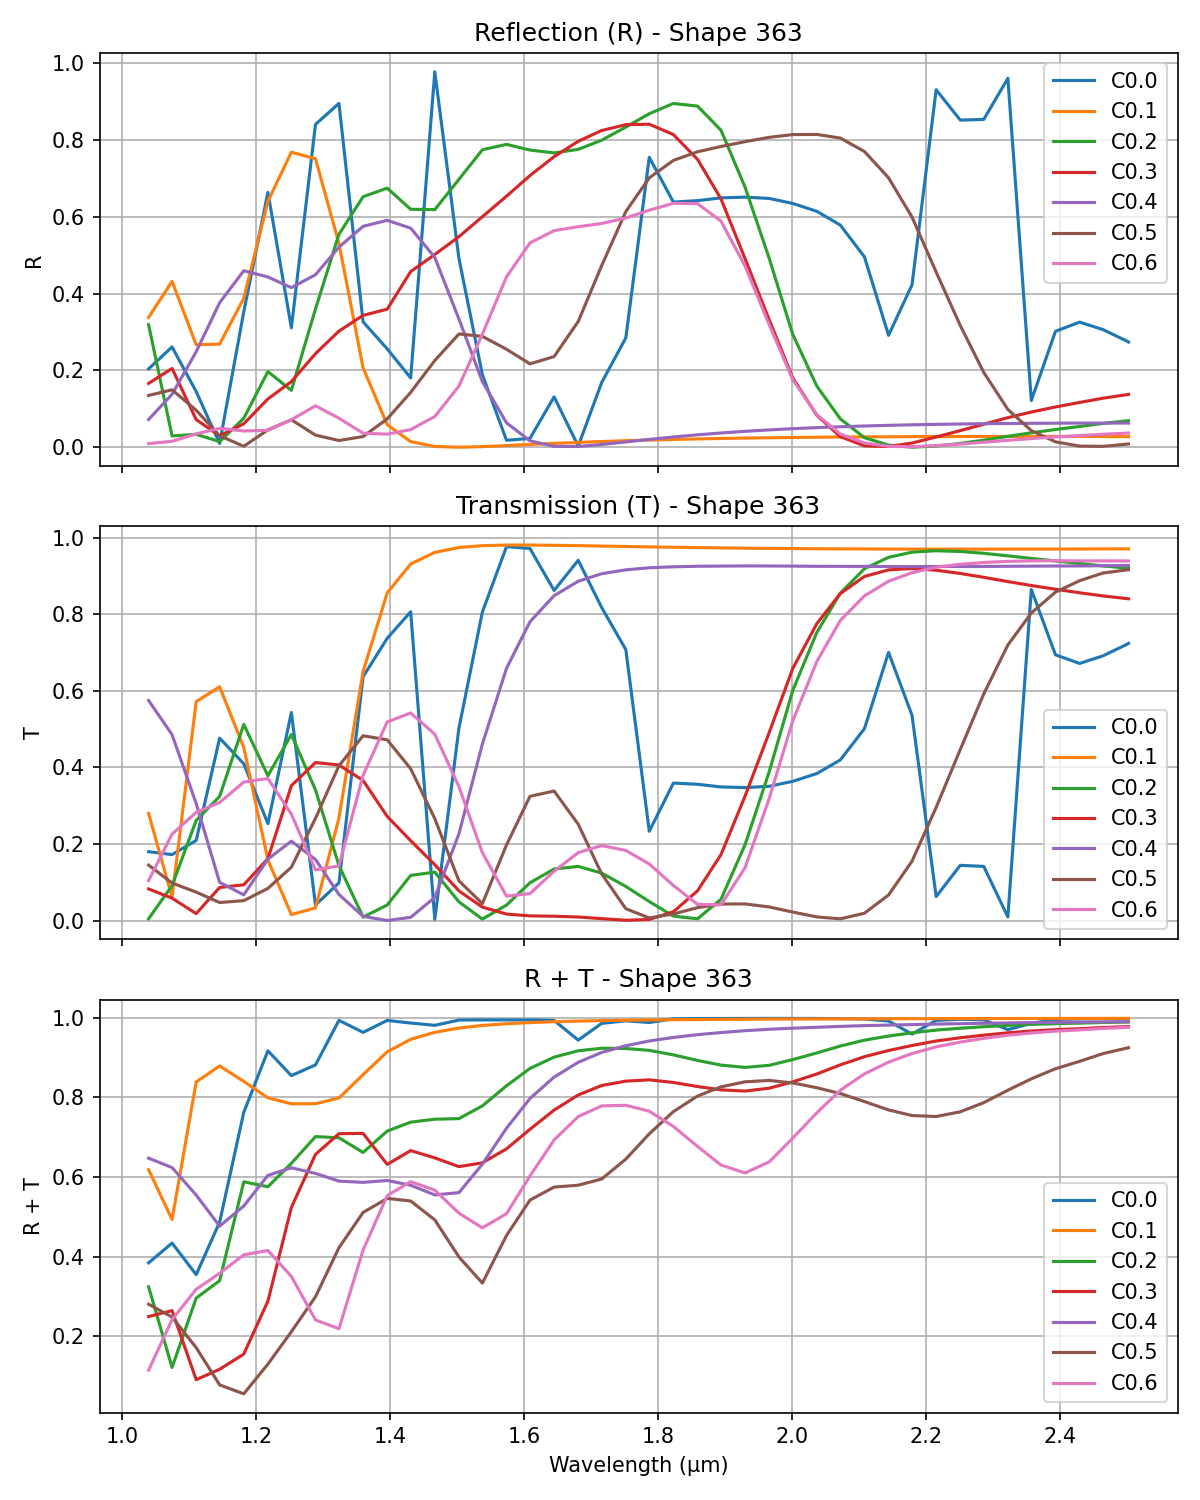 Reflection (R) - Shape 363
1.0
0.8
0.6
0.4
0.2
0.0
R
C0.0
C0.1
C0.2
C0.3
C0.4
C0.5
C0.6
Transmission (T) - Shape 363
1.0
0.8
0.6
0.4
0.2
0.0
T
C0.0
C0.1
C0.2
C0.3
C0.4
C0.5
C0.6
R + T - Shape 363
1.0
0.8
0.6
0.4
0.2
R + T
C0.0
C0.1
C0.2
C0.3
C0.4
C0.5
C0.6
1.0 1.2 1.4 1.6 1.8 2.0 2.2 2.4
Wavelength (μm)